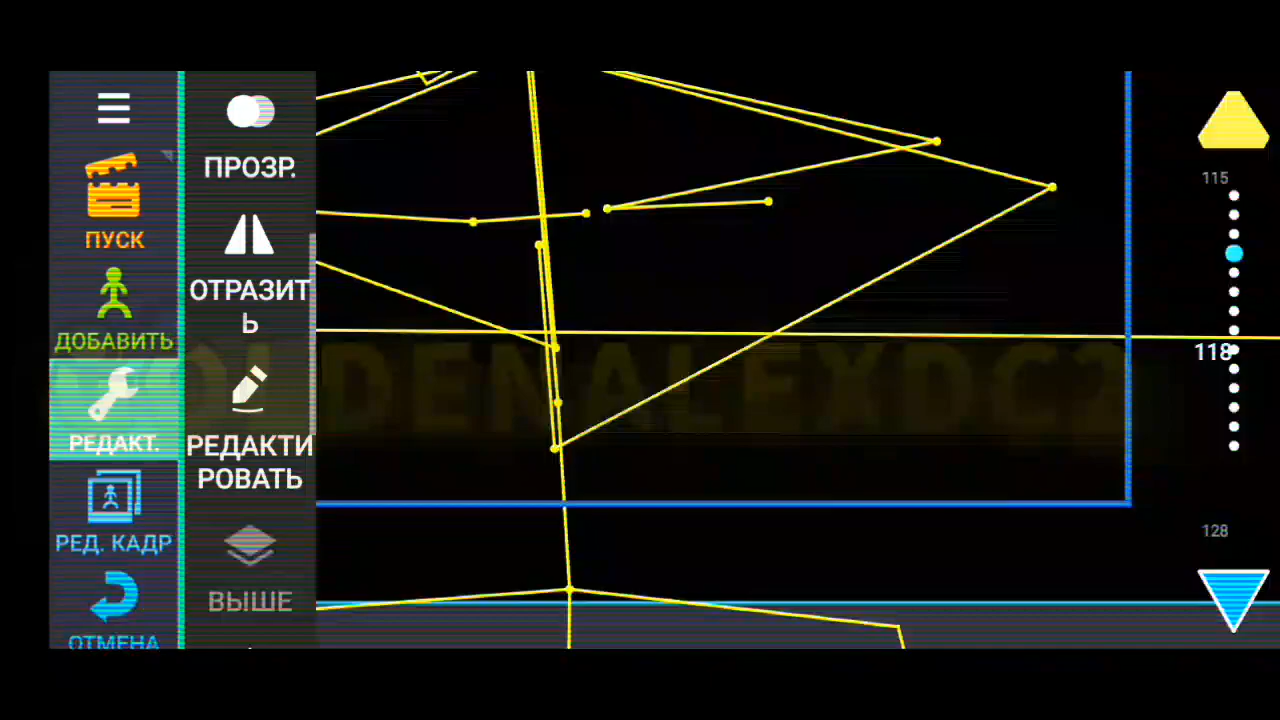 ПРОЗР.
ПУСК
ОТРАЗИТ
Ь
ДОБАВИТЬ
РЕДАКТ.
РЕДАКТИ
РОВАТЬ
РЕД. КАДР
ВЫШЕ
ОТМЕНА
115
118
128